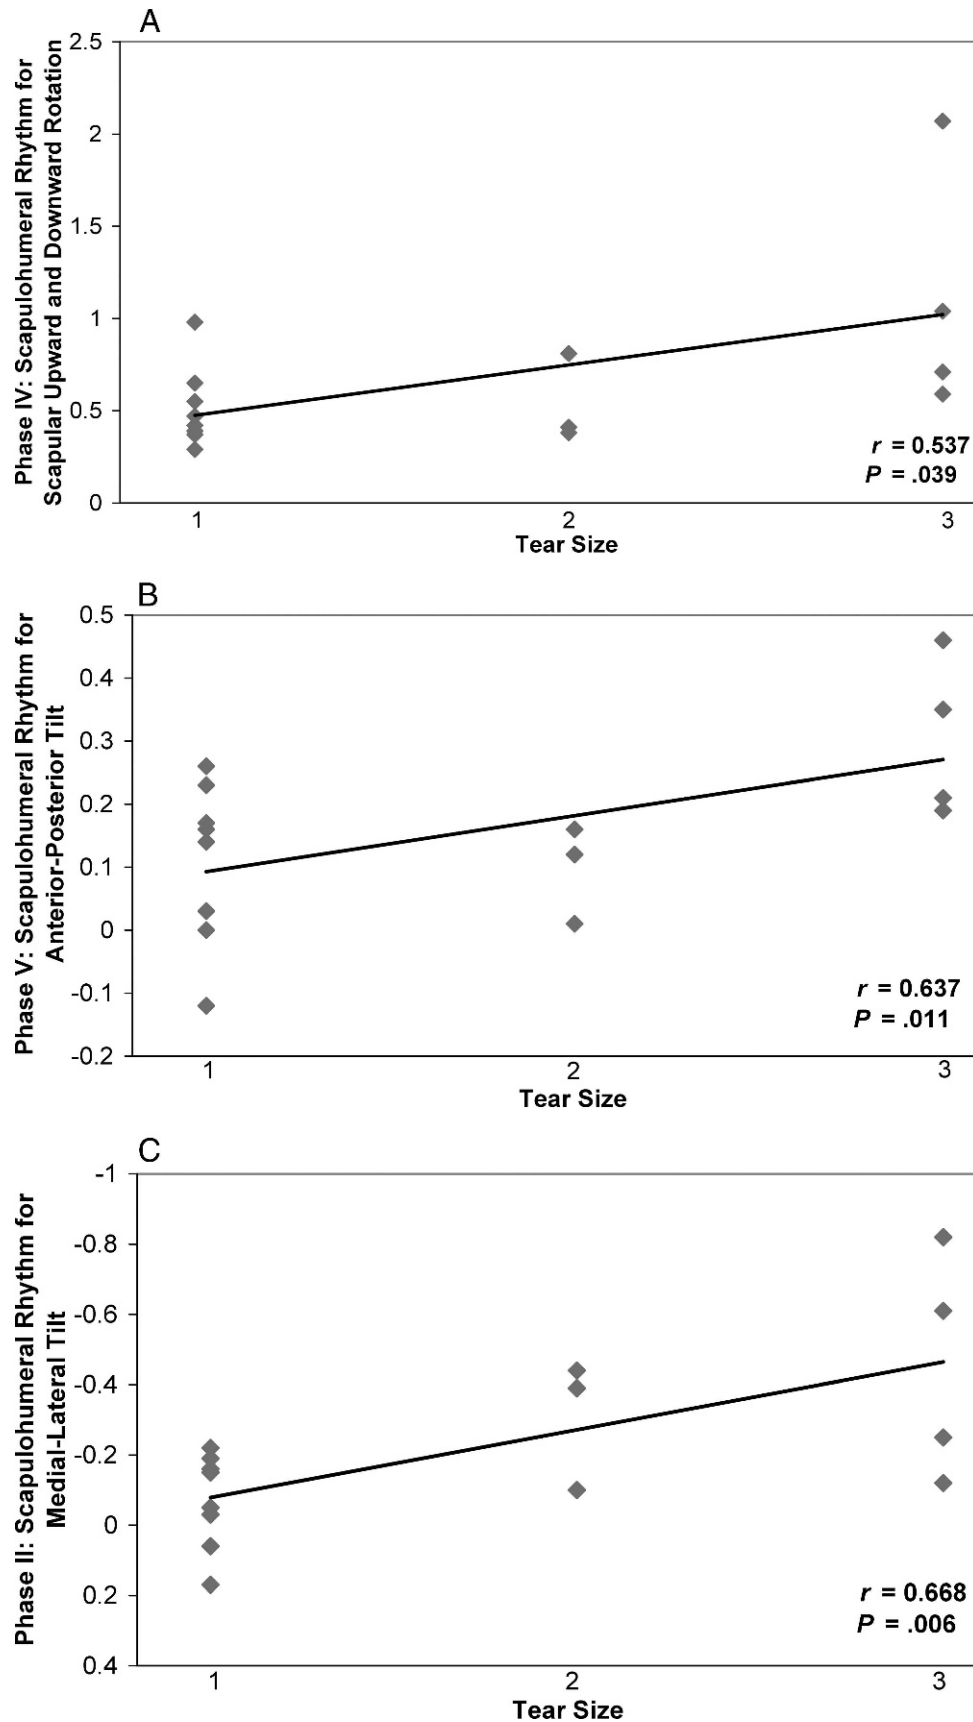 A
Phase IV: Scapulohumeral Rhythm for
Scapular Upward and Downward Rotation
2.5
2
1.5
1
0.5
0
r = 0.537
P = .039
1 2 3
Tear Size
B
Phase V: Scapulohumeral Rhythm for
Anterior-Posterior Tilt
0.5
0.4
0.3
0.2
0.1
0
-0.1
-0.2
r = 0.637
P = .011
1 2 3
Tear Size
C
Phase II: Scapulohumeral Rhythm for
Medial-Lateral Tilt
-1
-0.8
-0.6
-0.4
-0.2
0
0.2
0.4
r = 0.668
P = .006
1 2 3
Tear Size